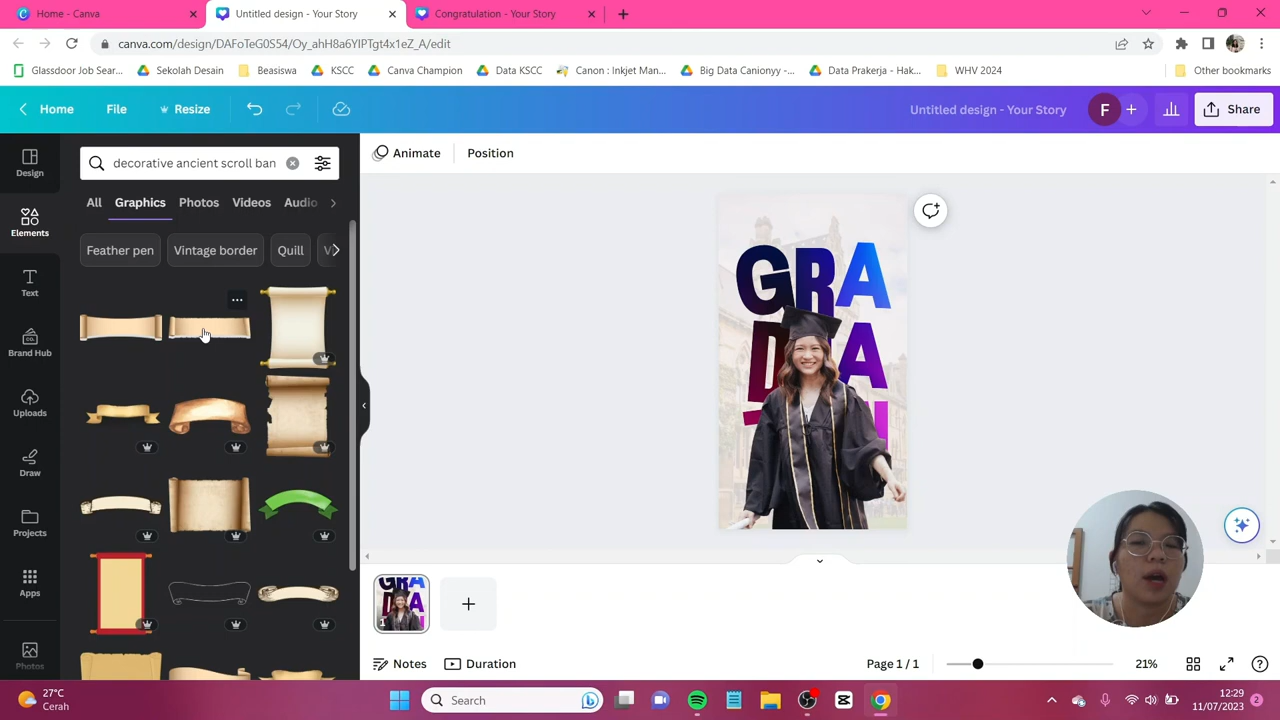 Home - Canva
Untitled design - Your Story
Congratulation - Your Story
canva.com/design/DAFoTeG0S54/Oy_ahH8a6YIPTgt4x1eZ_A/edit
Glassdoor Job Sear...
Sekolah Desain
Beasiswa
KSCC
Canva Champion
Data KSCC
Canon : Inkjet Man...
Big Data Canionyy -...
Data Prakerja - Hak...
WHV 2024
Other bookmarks
Home
File
Resize
Untitled design - Your Story
F
Share
Design
Elements
Text
Brand Hub
Uploads
Draw
Projects
Apps
Photos
decorative ancient scroll ban
All
Graphics
Photos
Videos
Audio
Feather pen
Vintage border
Quill
V
Animate
Position
GRA
DUA
1
Notes
Duration
Page 1 / 1
21%
27°C
Cerah
Search
12:29
11/07/2023
2